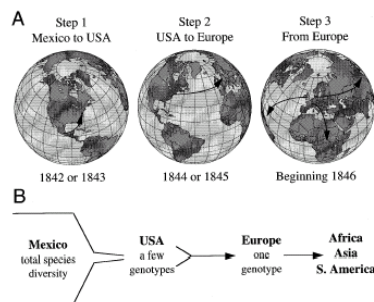 A
Step 1
Mexico to USA
Step 2
USA to Europe
Step 3
From Europe
1842 or 1843
1844 or 1845
Beginning 1846
B
Mexico
total species
diversity
USA
a few
genotypes
Europe
one
genotype
Africa
Asia
S. America